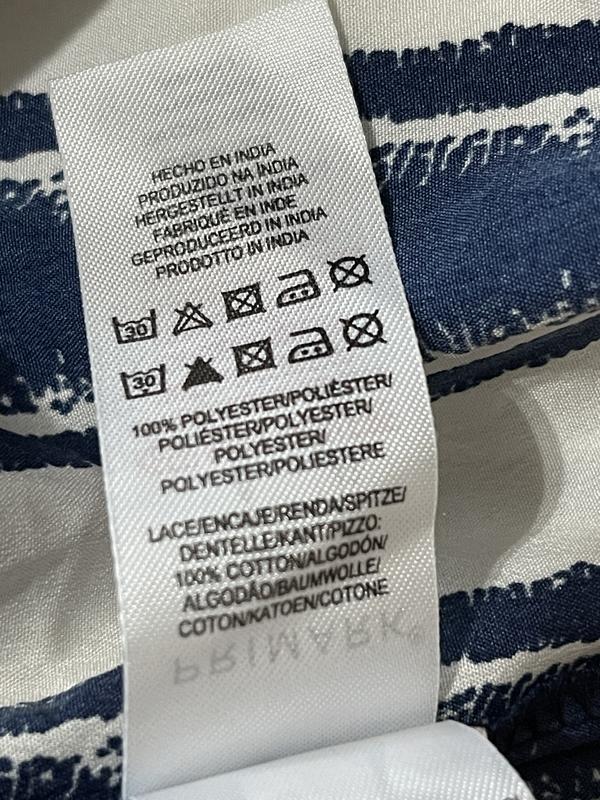 HECHO EN INDIA
PRODUZIDO NA INDIA
HERGESTELLT IN INDIA
FABRIQUÉ EN INDE
GEPRODUCEERD IN INDIA
PRODOTTO IN INDIA
30
30
100% POLYESTER/POLIÉSTER/
POLIÉSTER/POLYESTER/
POLYESTER/
POLYESTER/POLIESTERE
LACE/ENCAJE/RENDA/SPITZE/
DENTELLE/KANT/PIZZO:
100% COTTON/ALGODÓN/
ALGODÃO/BAUMWOLLE/
COTON/KATOEN/COTONE
PRIMARK®